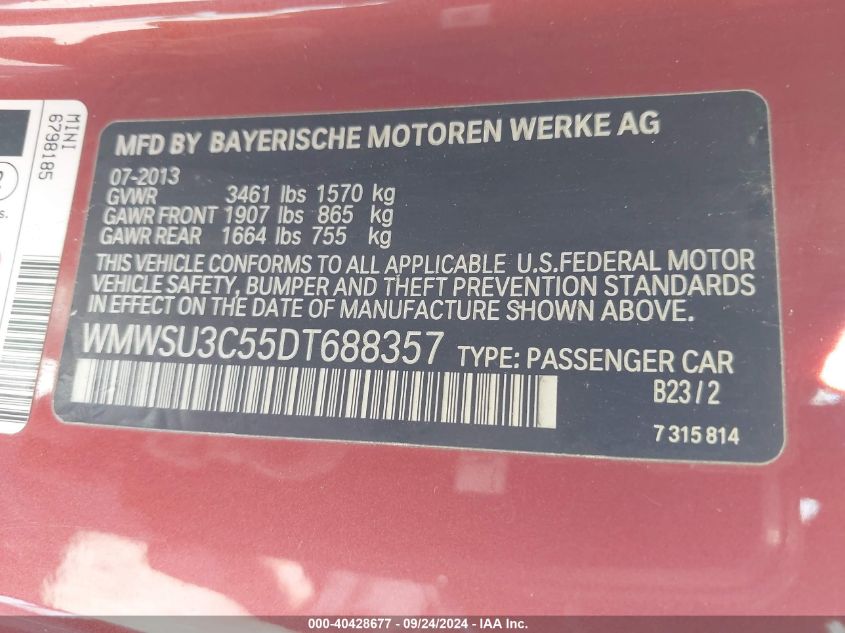 MINI
6798185
s.
MFD BY BAYERISCHE MOTOREN WERKE AG
07-2013
GVWR 3461 lbs 1570 kg
GAWR FRONT 1907 lbs 865 kg
GAWR REAR 1664 lbs 755 kg
THIS VEHICLE CONFORMS TO ALL APPLICABLE U.S.FEDERAL MOTOR
VEHICLE SAFETY, BUMPER AND THEFT PREVENTION STANDARDS
IN EFFECT ON THE DATE OF MANUFACTURE SHOWN ABOVE.
WMWSU3C55DT688357 TYPE: PASSENGER CAR
B23/2
7 315 814
000-40428677 - 09/24/2024 - IAA Inc.